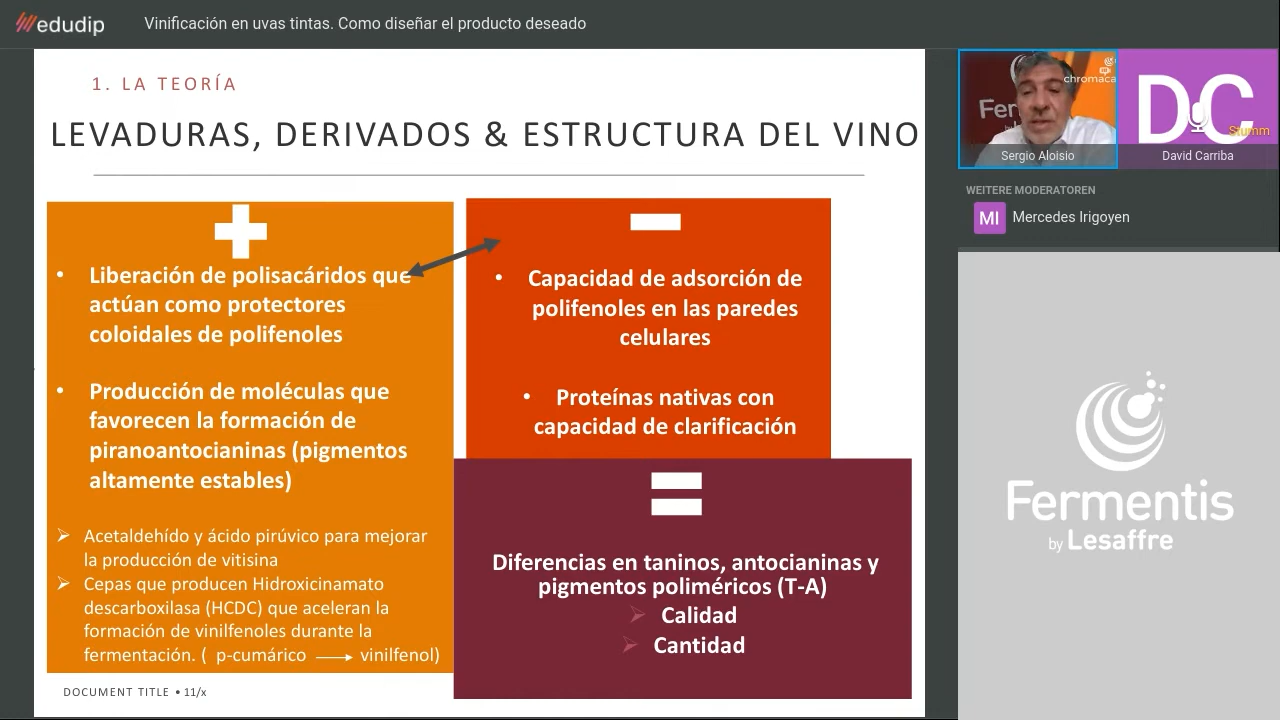 edudip
Vinificación en uvas tintas. Como diseñar el producto deseado
1. LA TEORÍA
LEVADURAS, DERIVADOS & ESTRUCTURA DEL VINO
• Liberación de polisacáridos que
actúan como protectores
coloidales de polifenoles
• Producción de moléculas que
favorecen la formación de
piranoantocianinas (pigmentos
altamente estables)
➢ Acetaldehído y ácido pirúvico para mejorar
la producción de vitisina
➢ Cepas que producen Hidroxicinamato
descarboxilasa (HCDC) que aceleran la
formación de vinilfenoles durante la
fermentación. ( p-cumárico ⟶ vinilfenol)
• Capacidad de adsorción de
polifenoles en las paredes
celulares
• Proteínas nativas con
capacidad de clarificación
Diferencias en taninos, antocianinas y
pigmentos poliméricos (T-A)
➢ Calidad
➢ Cantidad
DOCUMENT TITLE • 11/x
chromaca
Fer
Sergio Aloisio
DC
Stumm
David Carriba
WEITERE MODERATOREN
MI
Mercedes Irigoyen
Fermentis
by Lesaffre